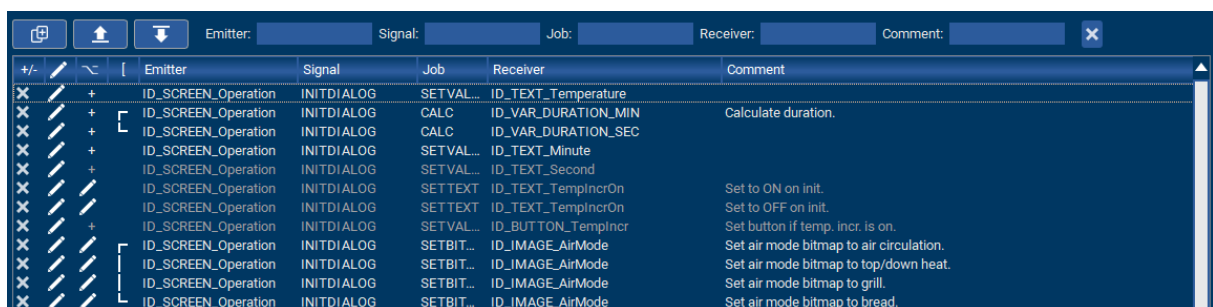 Emitter: Signal: Job: Receiver: Comment:
+/- [ Emitter Signal Job Receiver Comment
+ ID_SCREEN_Operation INITDIALOG SETVAL... ID_TEXT_Temperature
+ ID_SCREEN_Operation INITDIALOG CALC ID_VAR_DURATION_MIN Calculate duration.
+ ID_SCREEN_Operation INITDIALOG CALC ID_VAR_DURATION_SEC
+ ID_SCREEN_Operation INITDIALOG SETVAL... ID_TEXT_Minute
+ ID_SCREEN_Operation INITDIALOG SETVAL... ID_TEXT_Second
ID_SCREEN_Operation INITDIALOG SETTEXT ID_TEXT_TempIncrOn Set to ON on init.
ID_SCREEN_Operation INITDIALOG SETTEXT ID_TEXT_TempIncrOn Set to OFF on init.
+ ID_SCREEN_Operation INITDIALOG SETVAL... ID_BUTTON_TempIncr Set button if temp. incr. is on.
ID_SCREEN_Operation INITDIALOG SETBIT... ID_IMAGE_AirMode Set air mode bitmap to air circulation.
ID_SCREEN_Operation INITDIALOG SETBIT... ID_IMAGE_AirMode Set air mode bitmap to top/down heat.
ID_SCREEN_Operation INITDIALOG SETBIT... ID_IMAGE_AirMode Set air mode bitmap to grill.
ID_SCREEN_Operation INITDIALOG SETBIT... ID_IMAGE_AirMode Set air mode bitmap to bread.